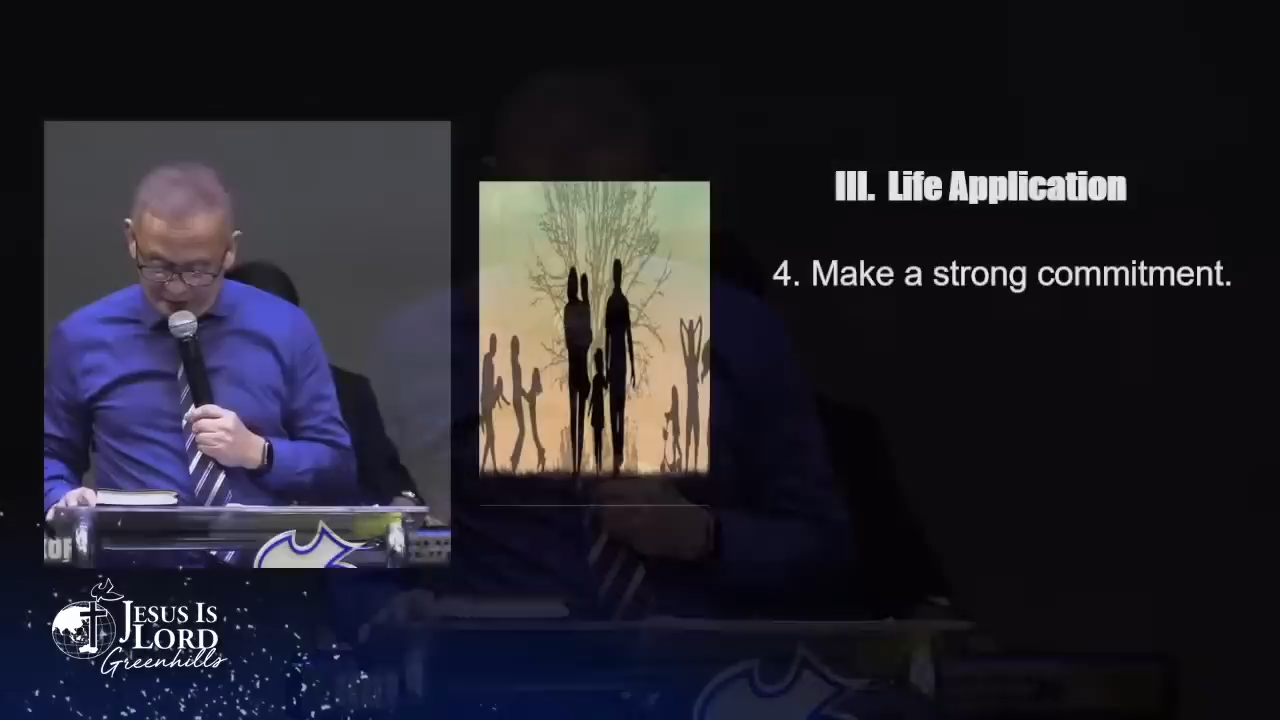 III. Life Application
4. Make a strong commitment.
JESUS IS
LORD
Greenhills